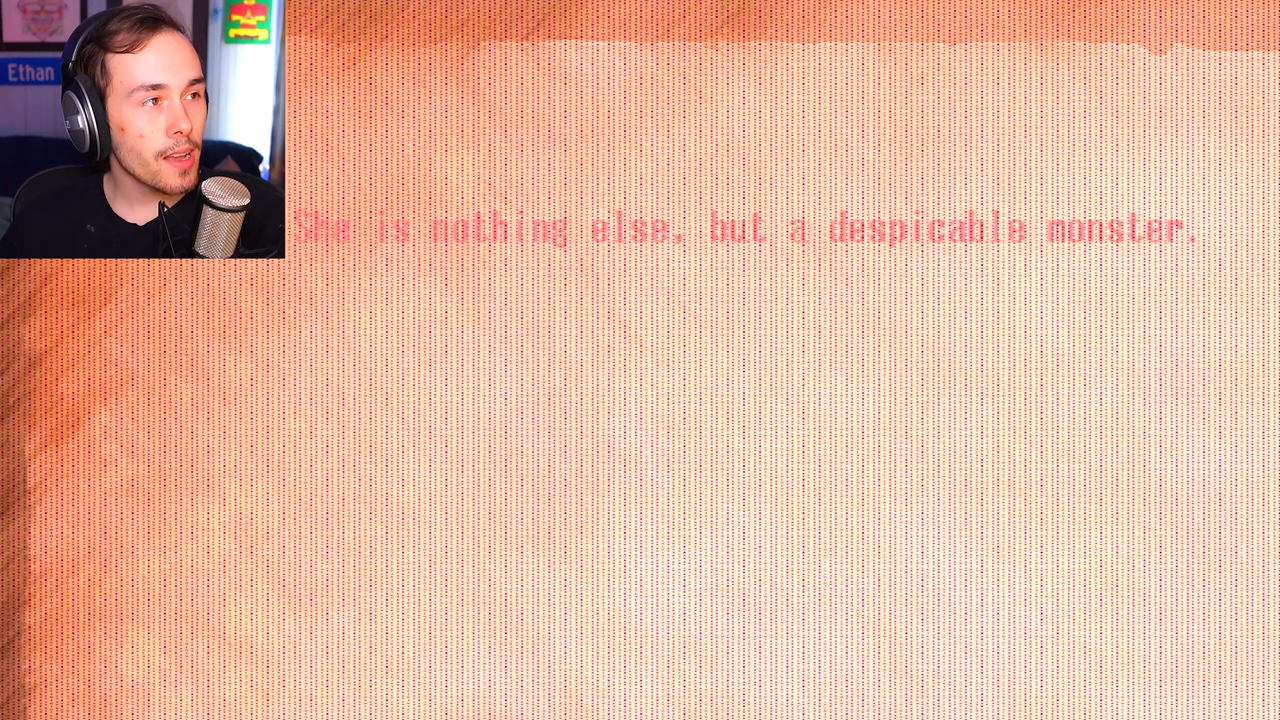 Ethan
She is nothing else, but a despicable monster.